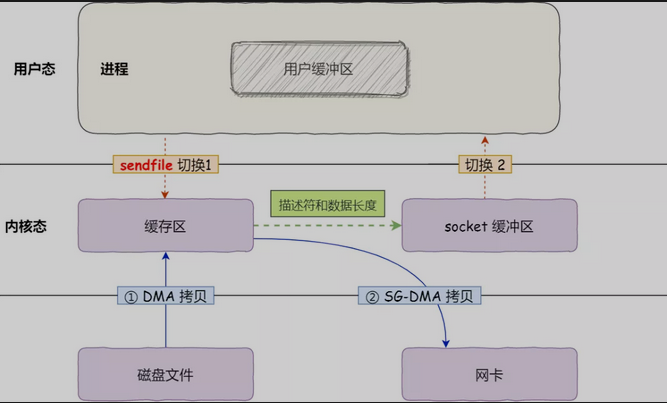 用户态
进程
用户缓冲区
sendfile 切换1
切换 2
描述符和数据长度
内核态
缓存区
socket 缓冲区
① DMA 拷贝
② SG-DMA 拷贝
磁盘文件
网卡